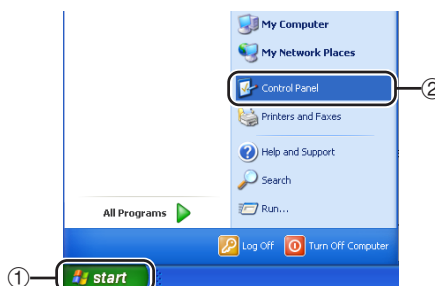 My Computer
My Network Places
Control Panel
②
Printers and Faxes
Help and Support
Search
All Programs
Run...
Log Off
Turn Off Computer
①
start